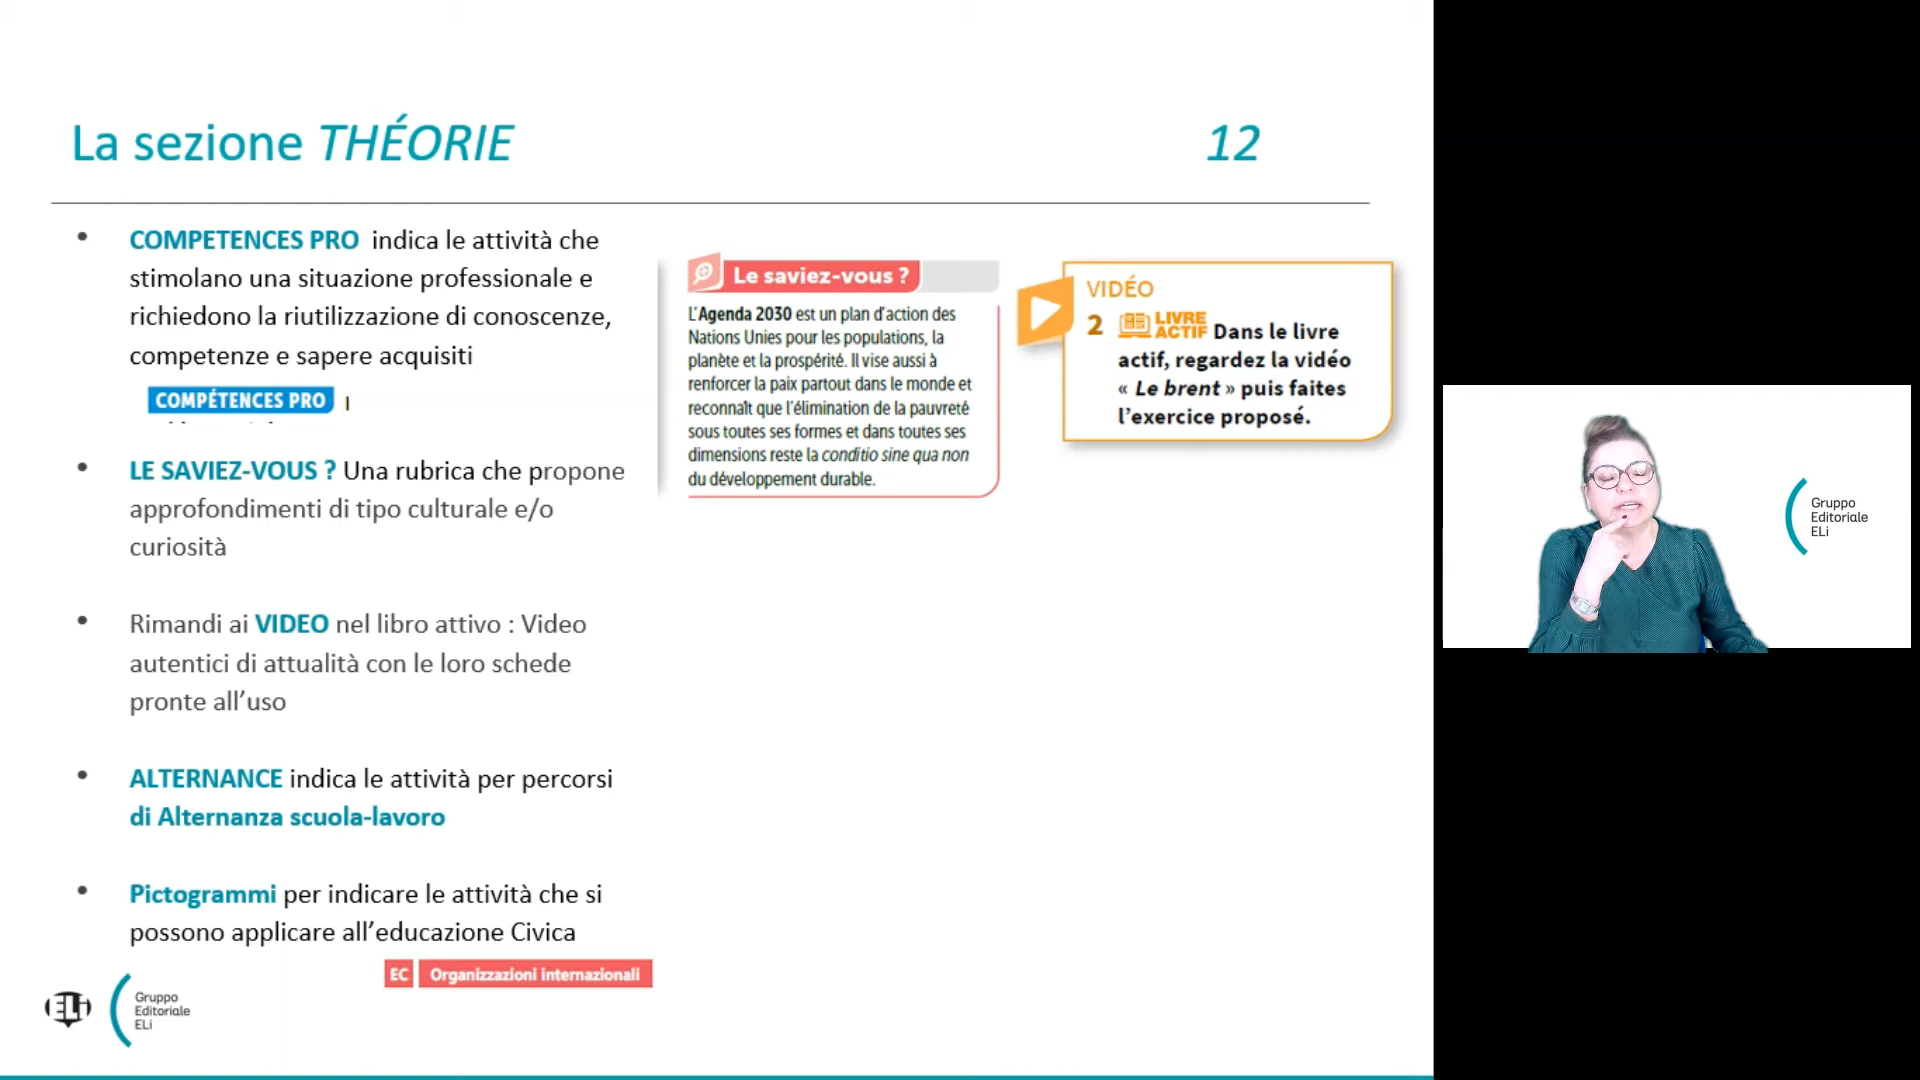 La sezione THÉORIE 12
COMPETENCES PRO indica le attività che
stimolano una situazione professionale e
richiedono la riutilizzazione di conoscenze,
competenze e sapere acquisiti
COMPÉTENCES PRO
LE SAVIEZ-VOUS ? Una rubrica che propone
approfondimenti di tipo culturale e/o
curiosità
Rimandi ai VIDEO nel libro attivo : Video
autentici di attualità con le loro schede
pronte all'uso
ALTERNANCE indica le attività per percorsi
di Alternanza scuola-lavoro
Pictogrammi per indicare le attività che si
possono applicare all'educazione Civica
EC Organizzazioni internazionali
Le saviez-vous ?
L'Agenda 2030 est un plan d'action des
Nations Unies pour les populations, la
planète et la prospérité. Il vise aussi à
renforcer la paix partout dans le monde et
reconnaît que l'élimination de la pauvreté
sous toutes ses formes et dans toutes ses
dimensions reste la conditio sine qua non
du développement durable.
VIDÉO
2 LIVRE
ACTIF Dans le livre
actif, regardez la vidéo
« Le brent » puis faites
l'exercice proposé.
ELi
Gruppo
Editoriale
ELi
Gruppo
Editoriale
ELi